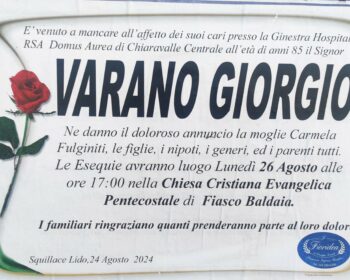 E' venuto a mancare all'affetto dei suoi cari presso la Ginestra Hospital
RSA Domus Aurea di Chiaravalle Centrale all'età di anni 85 il Signor
VARANO GIORGIO
Ne danno il doloroso annuncio la moglie Carmela
Fulginiti, le figlie, i nipoti, i generi, ed i parenti tutti.
Le Esequie avranno luogo Lunedì 26 Agosto alle
ore 17:00 nella Chiesa Cristiana Evangelica
Pentecostale di Fiasco Baldaia.
I familiari ringraziano quanti prenderanno parte al loro dolore
Squillace Lido,24 Agosto 2024